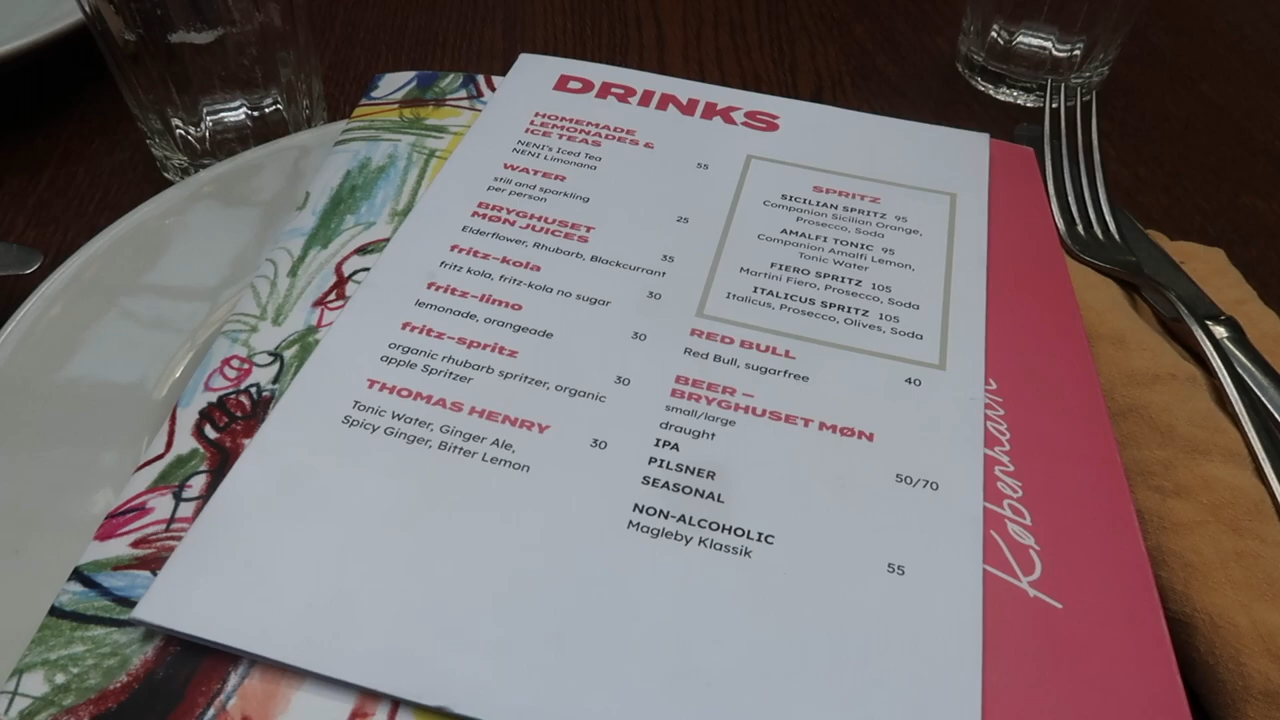 DRINKS
HOMEMADE
LEMONADES &
ICE TEAS
NENI's Iced Tea
NENI Limonana 55
WATER
still and sparkling
per person 25
BRYGHUSET
MØN JUICES
Elderflower, Rhubarb, Blackcurrant 35
fritz-kola
fritz kola, fritz-kola no sugar 30
fritz-limo
lemonade, orangeade 30
fritz-spritz
organic rhubarb spritzer, organic 30
apple Spritzer
THOMAS HENRY
Tonic Water, Ginger Ale, 30
Spicy Ginger, Bitter Lemon
SPRITZ
SICILIAN SPRITZ 95
Companion Sicilian Orange,
Prosecco, Soda
AMALFI TONIC 95
Companion Amalfi Lemon,
Tonic Water
FIERO SPRITZ 105
Martini Fiero, Prosecco, Soda
ITALICUS SPRITZ 105
Italicus, Prosecco, Olives, Soda
RED BULL
Red Bull, sugarfree 40
BEER –
BRYGHUSET MØN
small/large
draught
IPA 50/70
PILSNER
SEASONAL
NON-ALCOHOLIC
Magleby Klassik 55
København